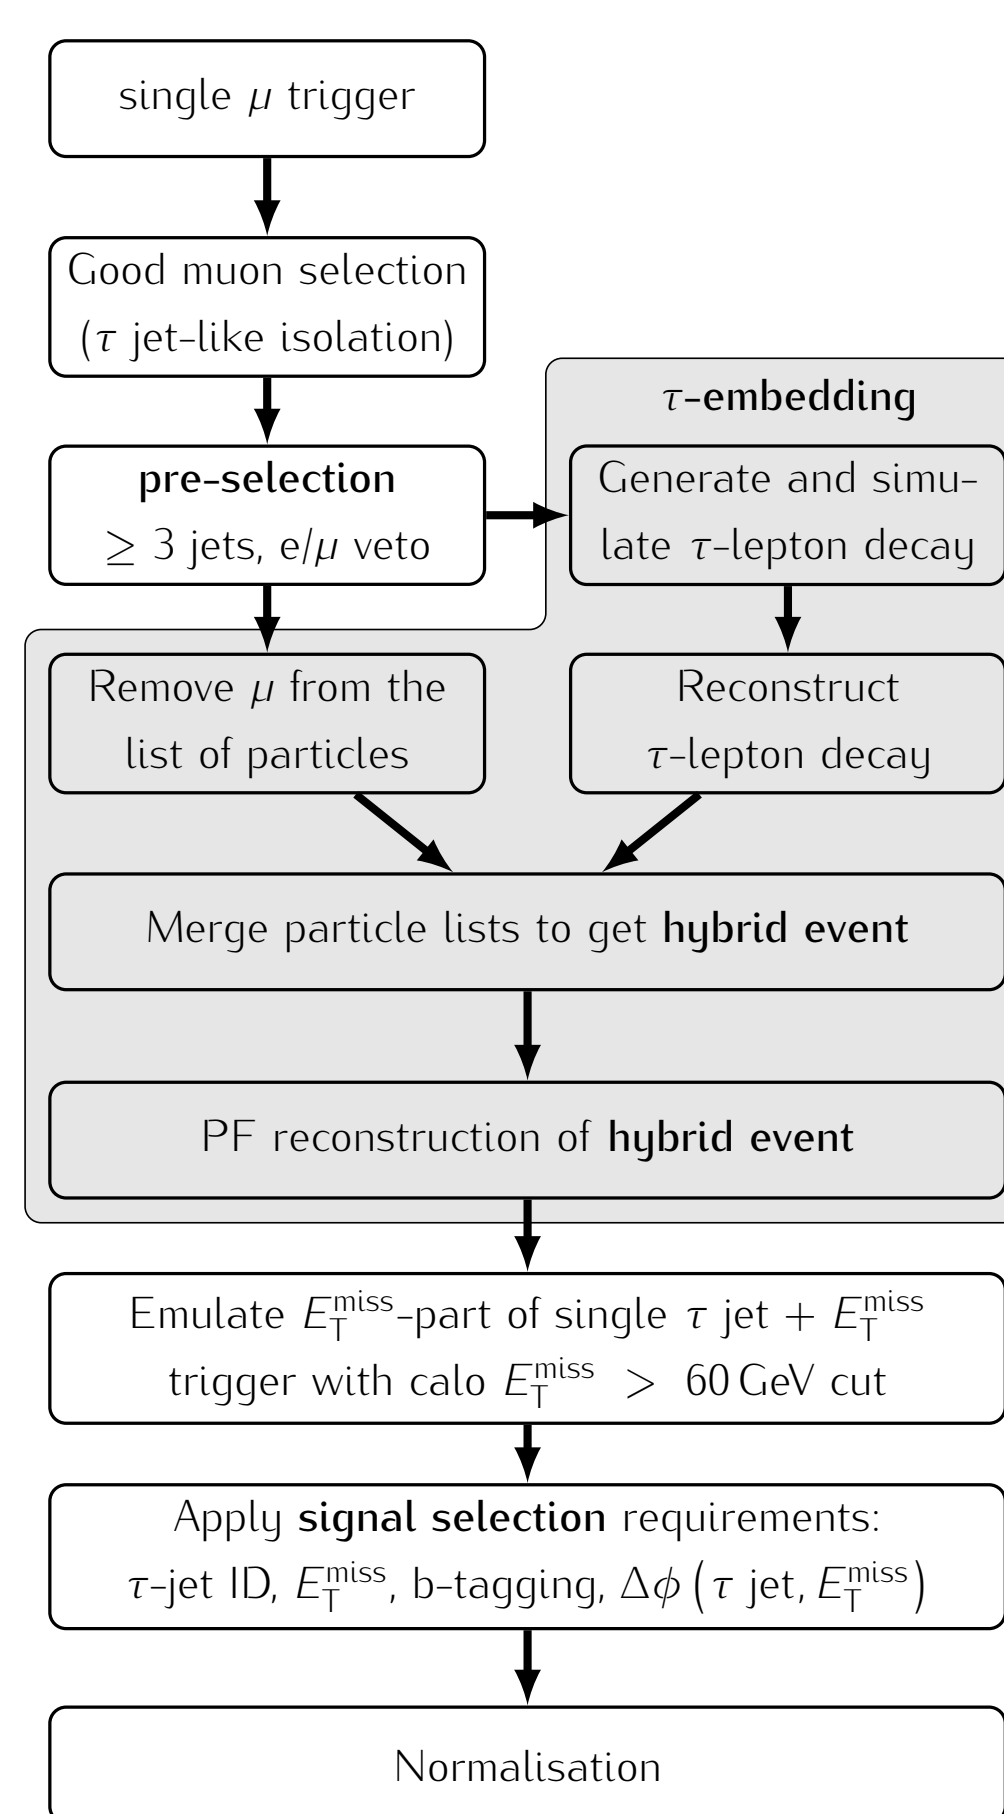 single μ trigger
Good muon selection
(τ jet-like isolation)
τ-embedding
pre-selection
≥ 3 jets, e/μ veto
Generate and simu-
late τ-lepton decay
Remove μ from the
list of particles
Reconstruct
τ-lepton decay
Merge particle lists to get hybrid event
PF reconstruction of hybrid event
Emulate E_T^miss-part of single τ jet + E_T^miss
trigger with calo E_T^miss > 60 GeV cut
Apply signal selection requirements:
τ-jet ID, E_T^miss, b-tagging, Δϕ (τ jet, E_T^miss)
Normalisation